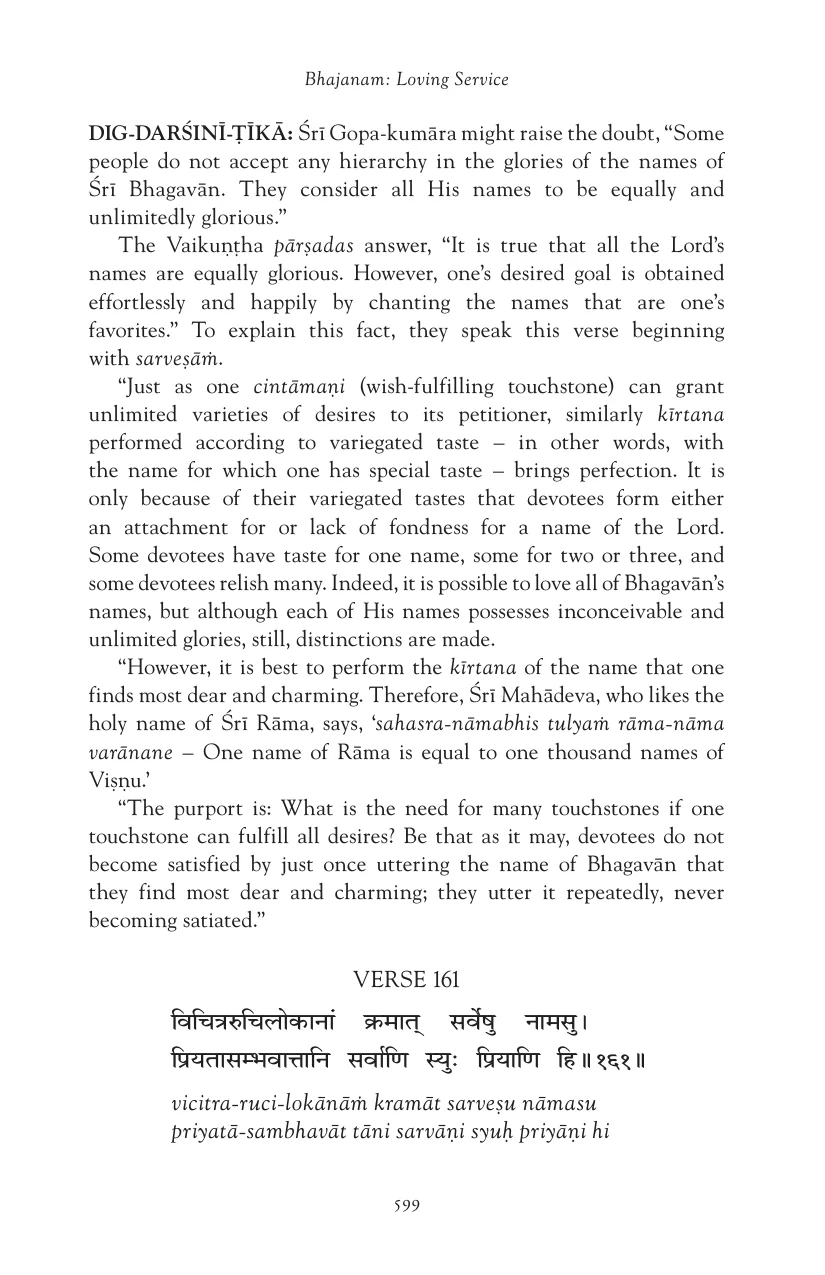 Bhajanam: Loving Service
DIG-DARŚINĪ-ṬĪKĀ: Śrī Gopa-kumāra might raise the doubt, “Some
people do not accept any hierarchy in the glories of the names of
Śrī Bhagavān. They consider all His names to be equally and
unlimitedly glorious.”
The Vaikuṇṭha pārṣadas answer, “It is true that all the Lord’s
names are equally glorious. However, one’s desired goal is obtained
effortlessly and happily by chanting the names that are one’s
favorites.” To explain this fact, they speak this verse beginning
with sarveṣāṁ.
“Just as one cintāmaṇi (wish-fulfilling touchstone) can grant
unlimited varieties of desires to its petitioner, similarly kīrtana
performed according to variegated taste – in other words, with
the name for which one has special taste – brings perfection. It is
only because of their variegated tastes that devotees form either
an attachment for or lack of fondness for a name of the Lord.
Some devotees have taste for one name, some for two or three, and
some devotees relish many. Indeed, it is possible to love all of Bhagavān’s
names, but although each of His names possesses inconceivable and
unlimited glories, still, distinctions are made.
“However, it is best to perform the kīrtana of the name that one
finds most dear and charming. Therefore, Śrī Mahādeva, who likes the
holy name of Śrī Rāma, says, ‘sahasra-nāmabhis tulyaṁ rāma-nāma
varānane – One name of Rāma is equal to one thousand names of
Viṣṇu.’
“The purport is: What is the need for many touchstones if one
touchstone can fulfill all desires? Be that as it may, devotees do not
become satisfied by just once uttering the name of Bhagavān that
they find most dear and charming; they utter it repeatedly, never
becoming satiated.”
VERSE 161
विचित्ररुचिलोकानां क्रमात् सर्वेषु नामसु।
प्रियतासम्भवात्तानि सर्वाणि स्युः प्रियाणि हि॥१६१॥
vicitra-ruci-lokānāṁ kramāt sarveṣu nāmasu
priyatā-sambhavāt tāni sarvāṇi syuḥ priyāṇi hi
599